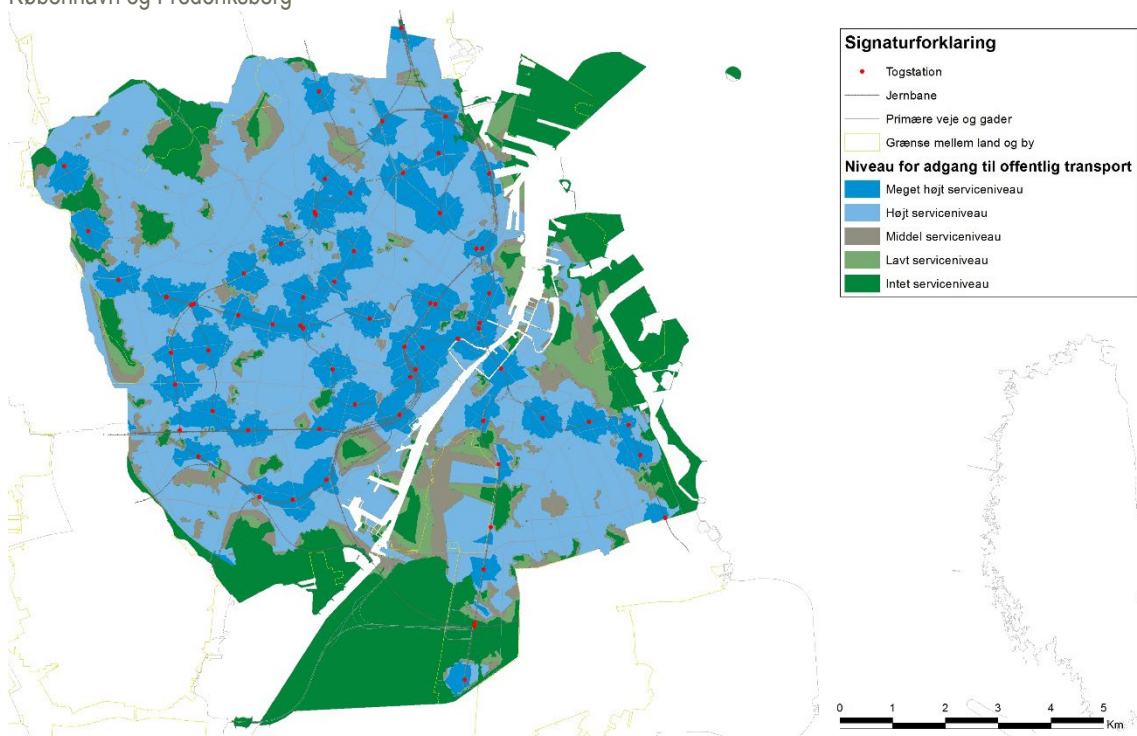 København og Frederiksberg
Signaturforklaring
Togstation
Jernbane
Primære veje og gader
Grænse mellem land og by
Niveau for adgang til offentlig transport
Meget højt serviceniveau
Højt serviceniveau
Middel serviceniveau
Lavt serviceniveau
Intet serviceniveau
0 1 2 3 4 5
Km